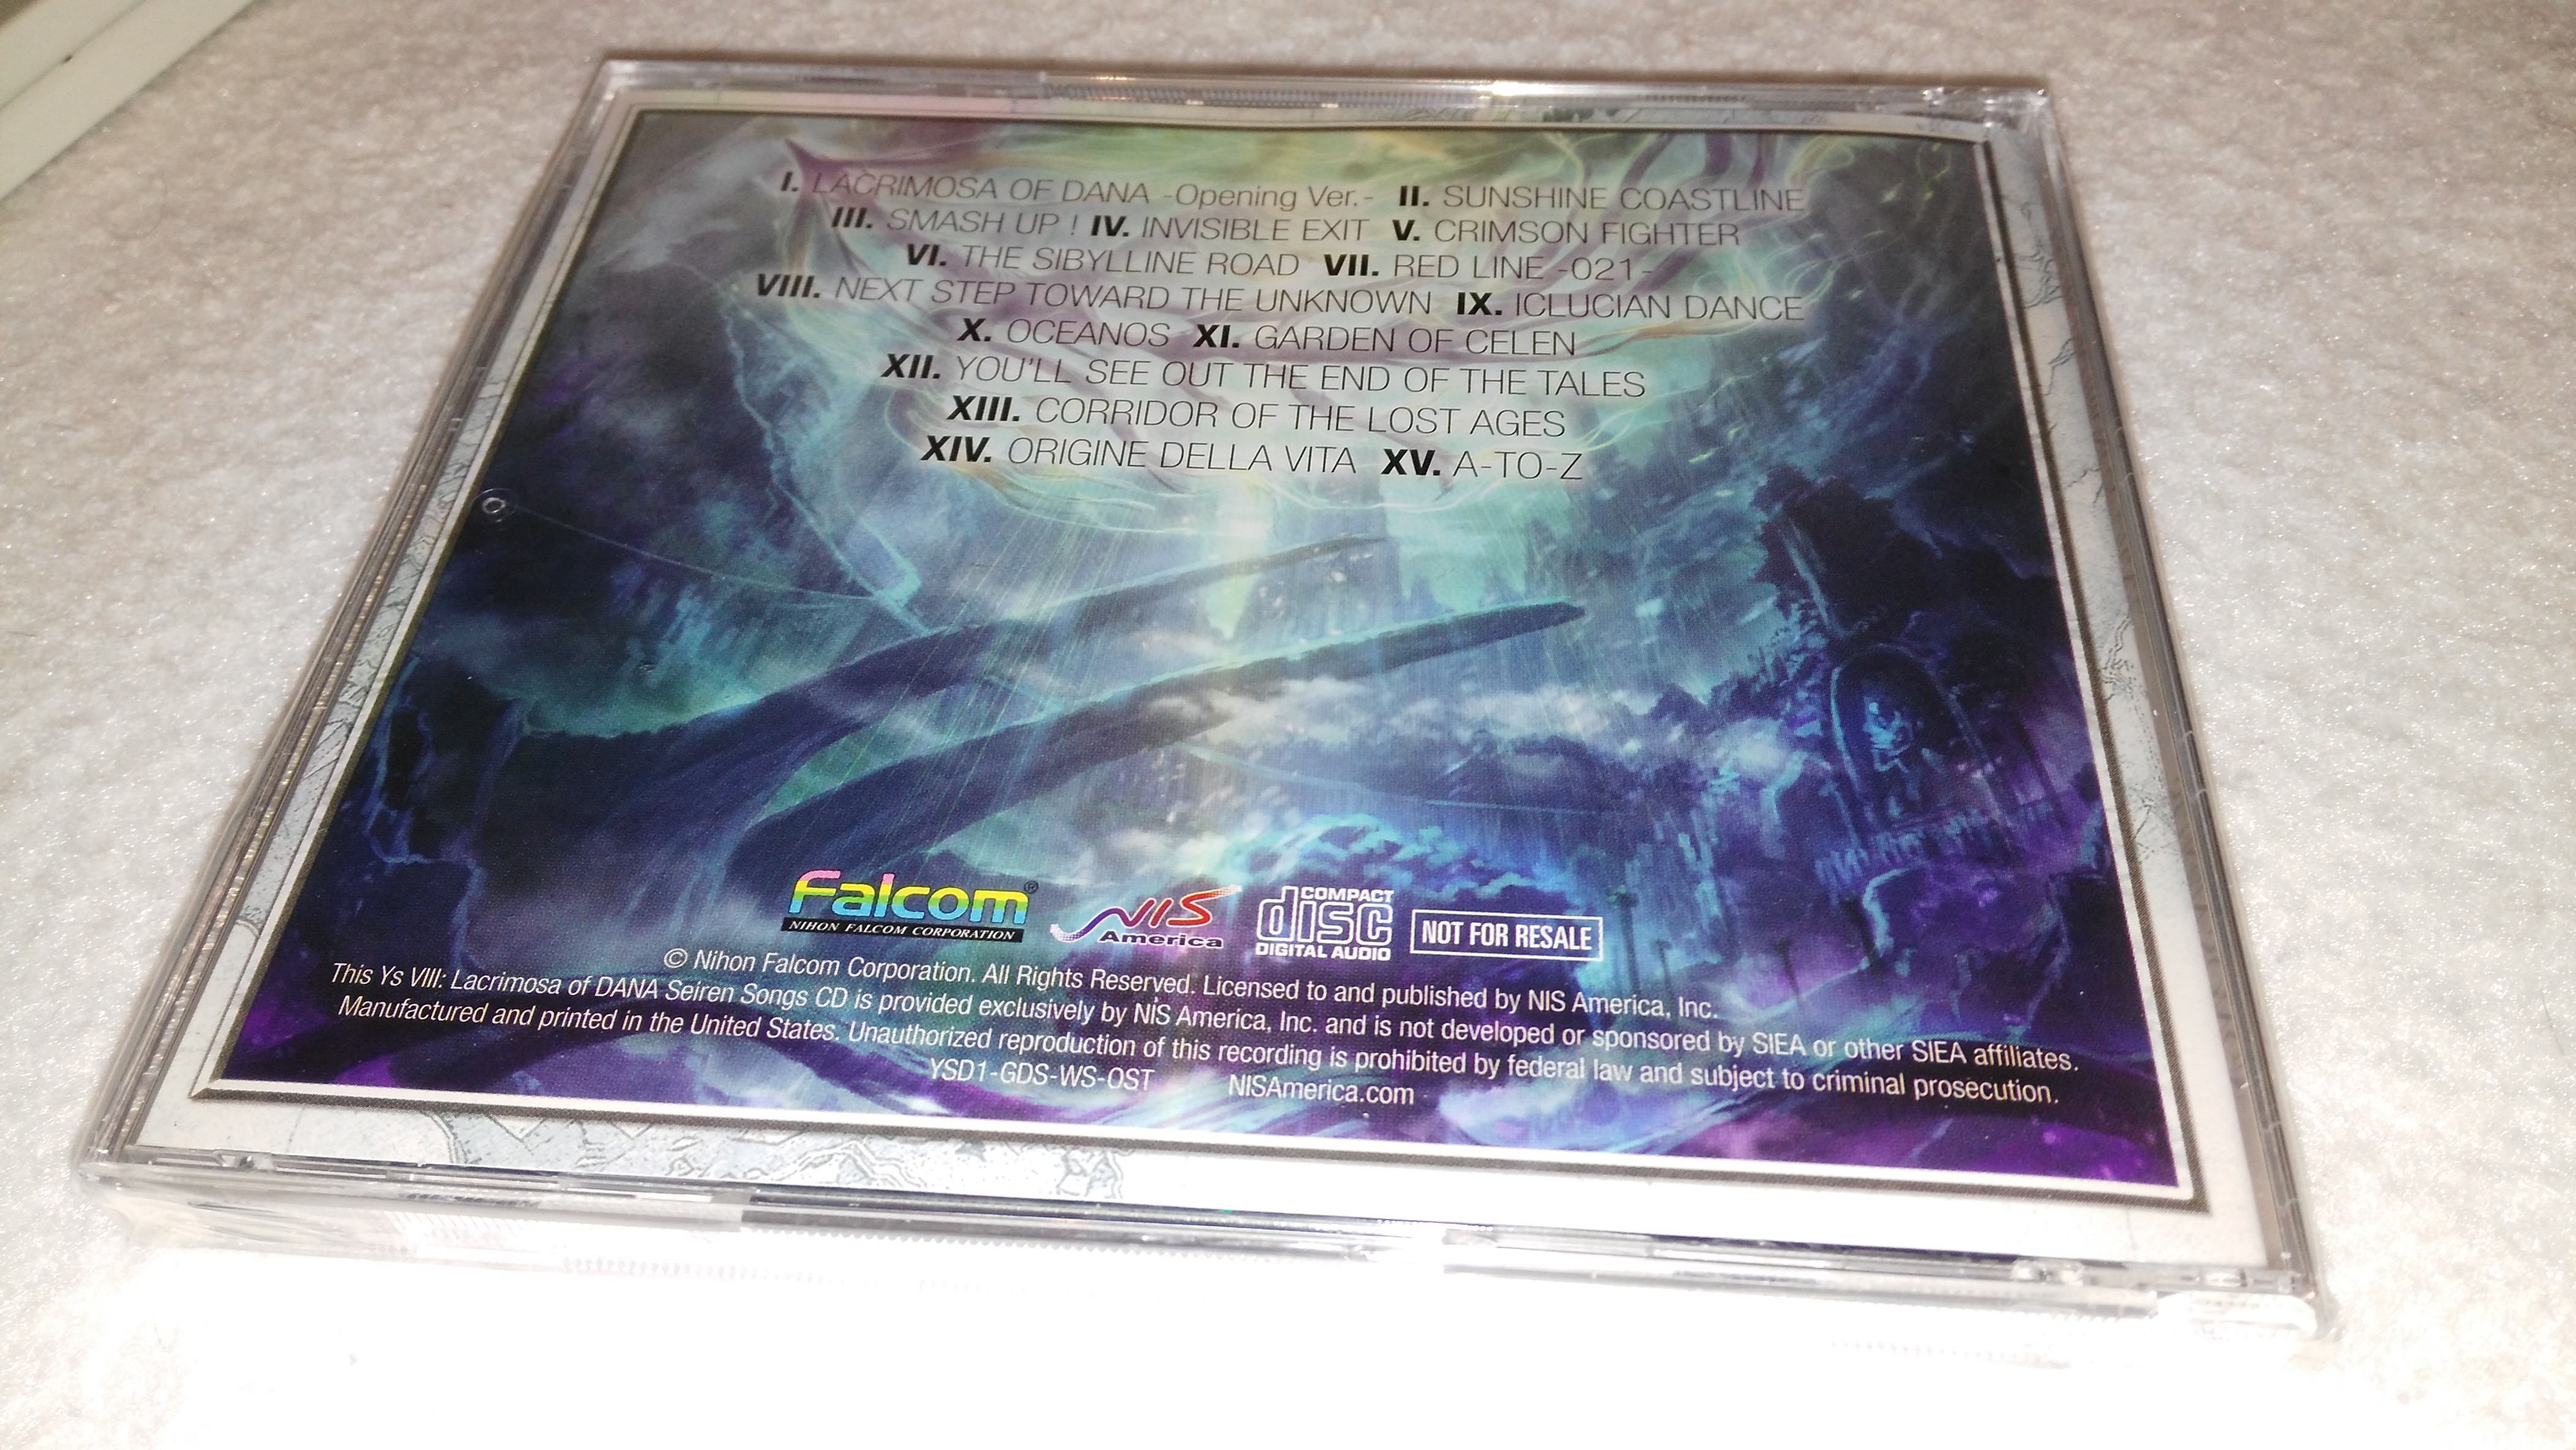 I. LACRIMOSA OF DANA -Opening Ver.- II. SUNSHINE COASTLINE
III. SMASH UP ! IV. INVISIBLE EXIT V. CRIMSON FIGHTER
VI. THE SIBYLLINE ROAD VII. RED LINE -021-
VIII. NEXT STEP TOWARD THE UNKNOWN IX. ICLUCIAN DANCE
X. OCEANOS XI. GARDEN OF CELEN
XII. YOU'LL SEE OUT THE END OF THE TALES
XIII. CORRIDOR OF THE LOST AGES
XIV. ORIGINE DELLA VITA XV. A-TO-Z
Falcom®
NIHON FALCOM CORPORATION
NIS
America
COMPACT
disc
DIGITAL AUDIO
NOT FOR RESALE
© Nihon Falcom Corporation. All Rights Reserved. Licensed to and published by NIS America, Inc.
This Ys VIII: Lacrimosa of DANA Seiren Songs CD is provided exclusively by NIS America, Inc. and is not developed or sponsored by SIEA or other SIEA affiliates.
Manufactured and printed in the United States. Unauthorized reproduction of this recording is prohibited by federal law and subject to criminal prosecution.
YSD1-GDS-WS-OST NISAmerica.com